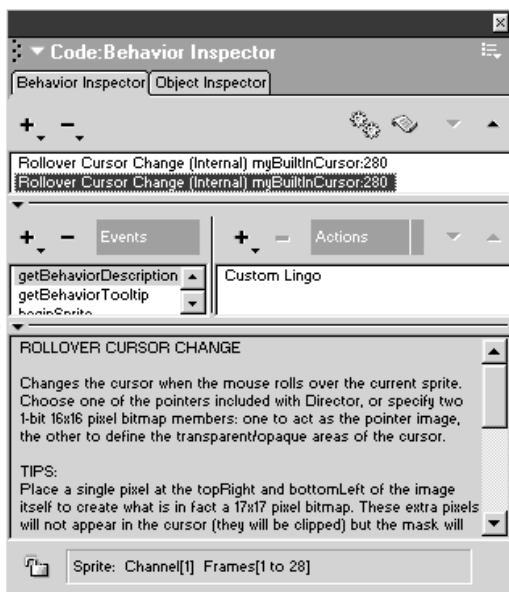 Code:Behavior Inspector
Behavior Inspector Object Inspector
Rollover Cursor Change (Internal) myBuiltInCursor:280
Rollover Cursor Change (Internal) myBuiltInCursor:280
Events Actions
getBehaviorDescription Custom Lingo
getBehaviorTooltip
beginSprite
ROLLOVER CURSOR CHANGE
Changes the cursor when the mouse rolls over the current sprite.
Choose one of the pointers included with Director, or specify two
1-bit 16x16 pixel bitmap members: one to act as the pointer image,
the other to define the transparent/opaque areas of the cursor.
TIPS:
Place a single pixel at the topRight and bottomLeft of the image
itself to create what is in fact a 17x17 pixel bitmap. These extra pixels
will not appear in the cursor (they will be clipped) but the mask will
Sprite: Channel[1] Frames[1 to 28]